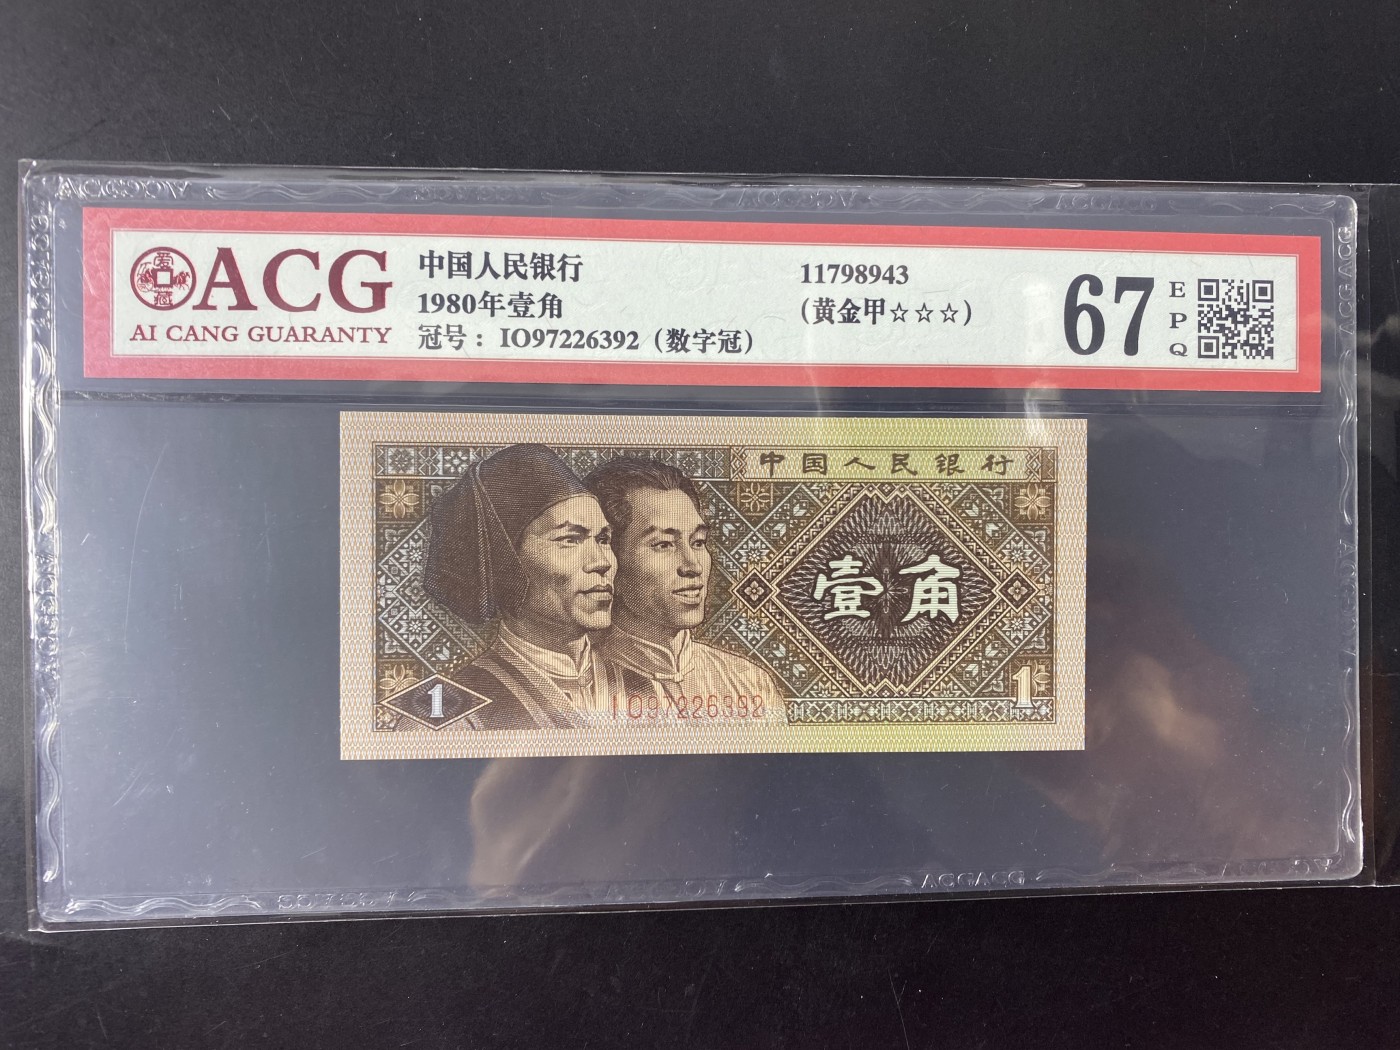 ACG
AI CANG GUARANTY
中国人民银行
1980年壹角
冠号：IO97226392（数字冠）
11798943
(黄金甲☆☆☆)
67
E
P
Q
中国人民银行
壹角
1
1
IO97226392